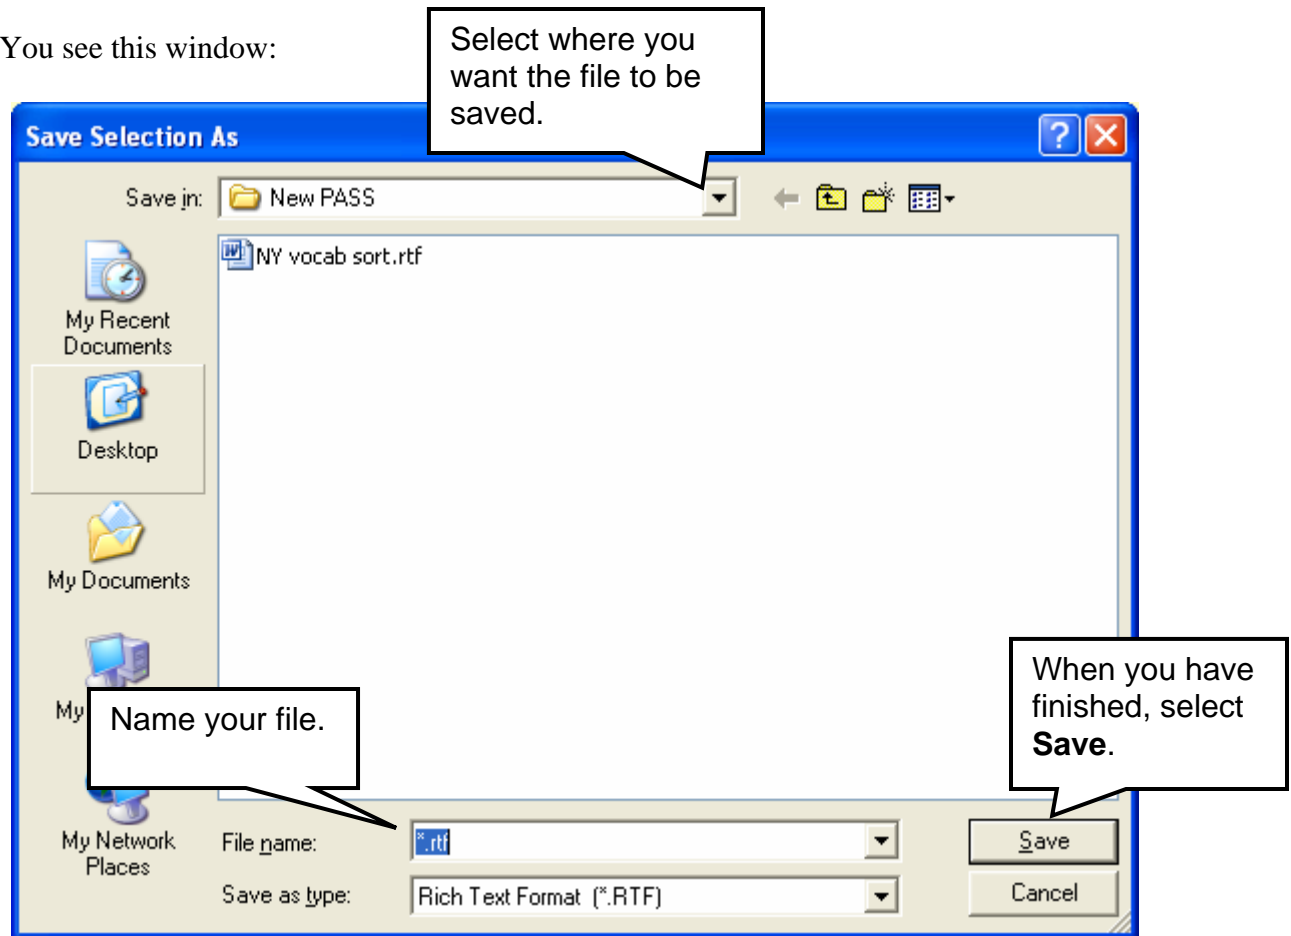 You see this window:
Select where you
want the file to be
saved.
Save Selection As
Save in:
New PASS
NY vocab sort.rtf
My Recent
Documents
Desktop
My Documents
My
Name your file.
When you have
finished, select
Save.
My Network
Places
File name:
*.rtf
Save
Save as type:
Rich Text Format (*.RTF)
Cancel